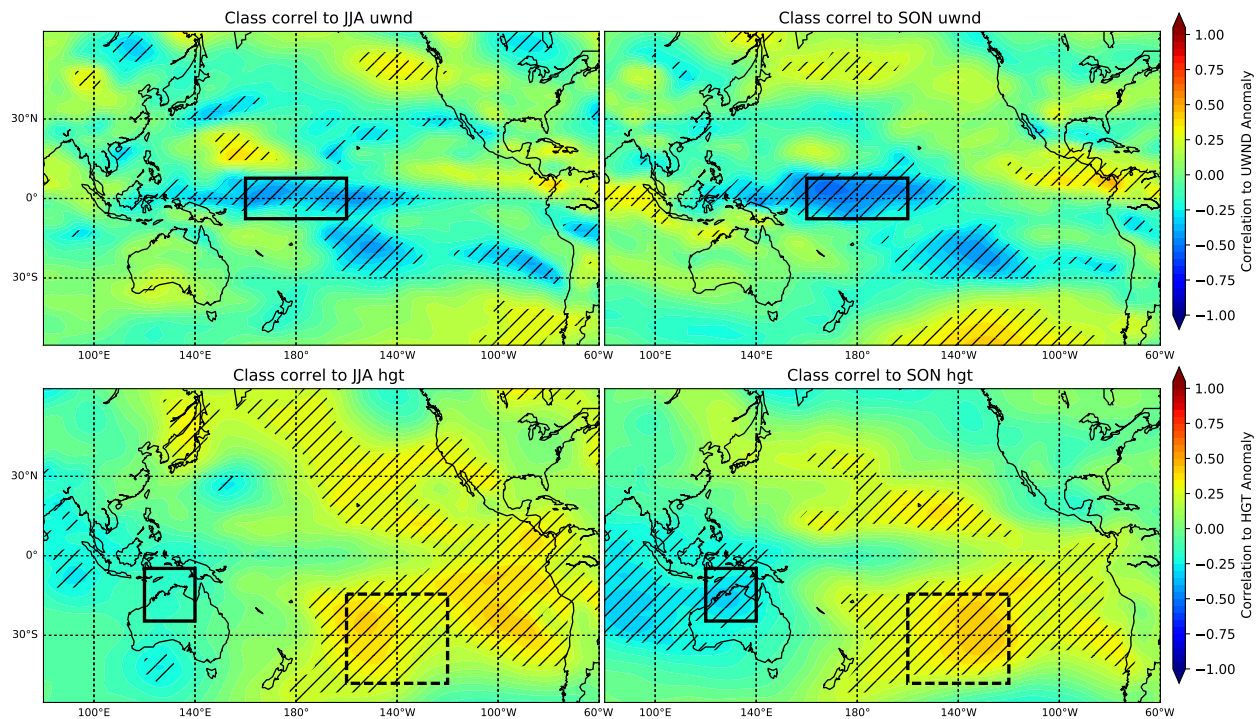 Class correl to JJA uwnd
Class correl to SON uwnd
30°N
0°
30°S
100°E 140°E 180° 140°W 100°W 60°W
100°E 140°E 180° 140°W 100°W 60°W
1.00
0.75
0.50
0.25
0.00
−0.25
−0.50
−0.75
−1.00
Correlation to UWND Anomaly
Class correl to JJA hgt
Class correl to SON hgt
30°N
0°
30°S
100°E 140°E 180° 140°W 100°W 60°W
100°E 140°E 180° 140°W 100°W 60°W
1.00
0.75
0.50
0.25
0.00
−0.25
−0.50
−0.75
−1.00
Correlation to HGT Anomaly